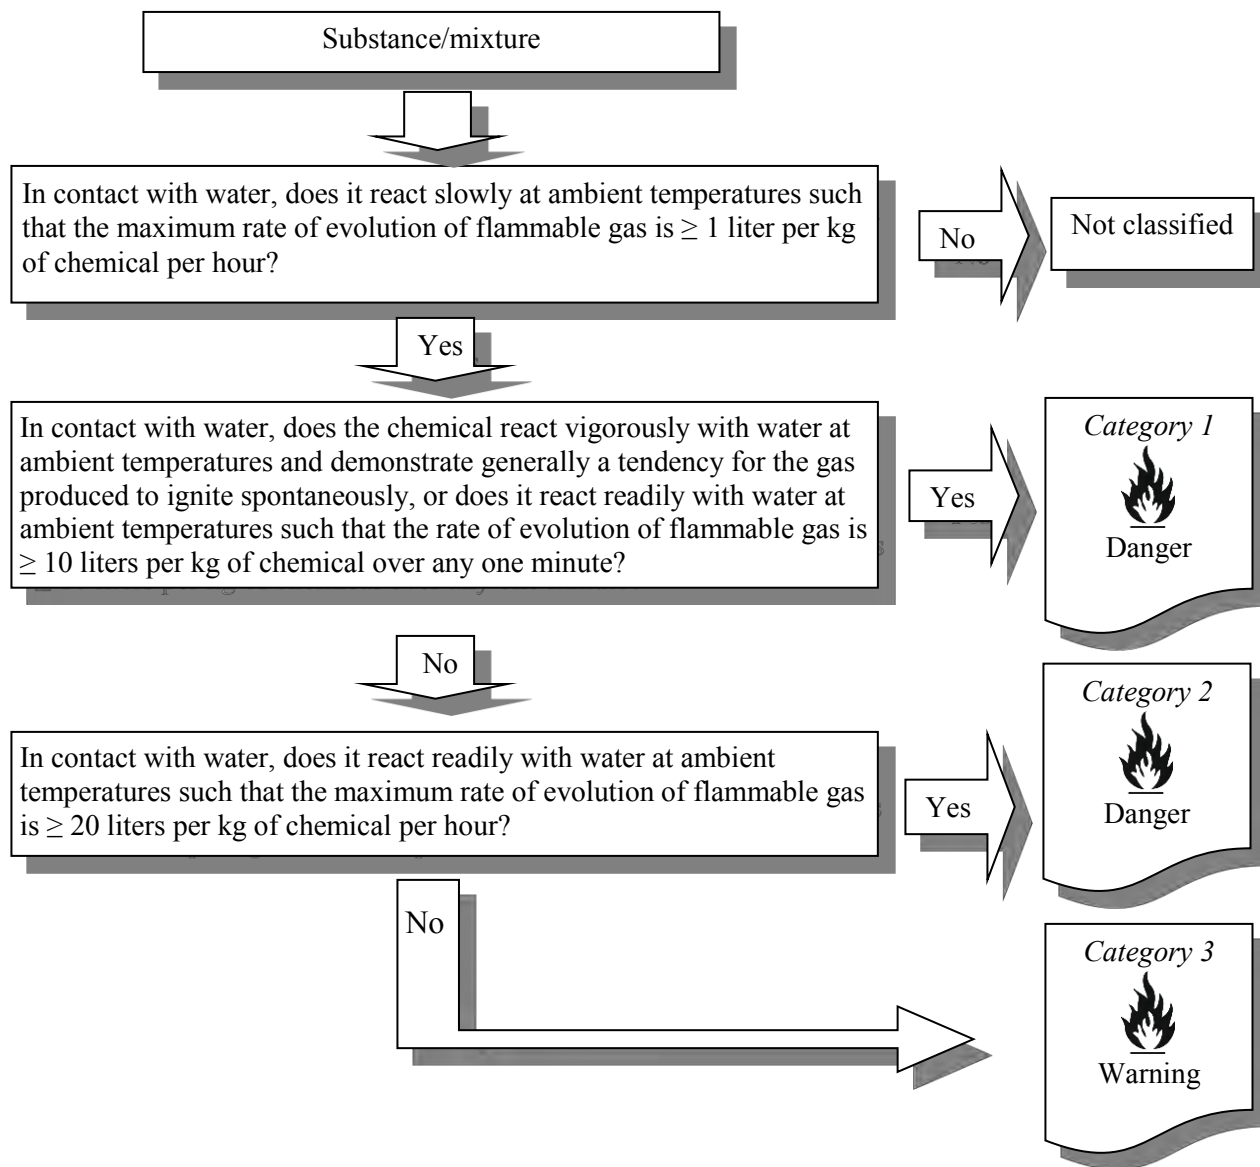 Substance/mixture
In contact with water, does it react slowly at ambient temperatures such
that the maximum rate of evolution of flammable gas is ≥ 1 liter per kg
of chemical per hour?
No
Not classified
Yes
In contact with water, does the chemical react vigorously with water at
ambient temperatures and demonstrate generally a tendency for the gas
produced to ignite spontaneously, or does it react readily with water at
ambient temperatures such that the rate of evolution of flammable gas is
≥ 10 liters per kg of chemical over any one minute?
Yes
Category 1
Danger
No
In contact with water, does it react readily with water at ambient
temperatures such that the maximum rate of evolution of flammable gas
is ≥ 20 liters per kg of chemical per hour?
Yes
Category 2
Danger
No
Category 3
Warning